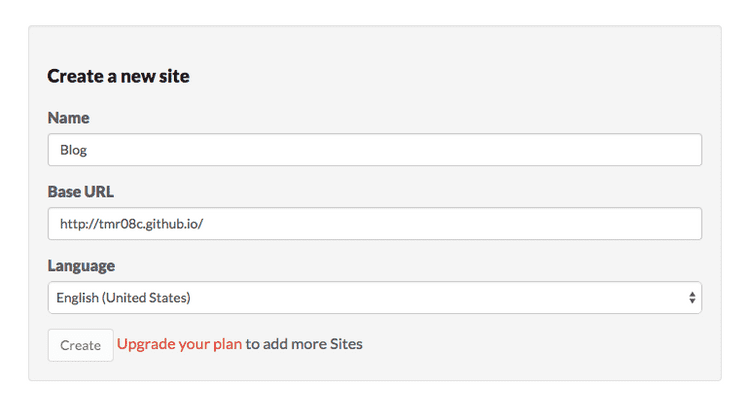 Create a new site
Name
Blog
Base URL
http://tmr08c.github.io/
Language
English (United States)
Create Upgrade your plan to add more Sites